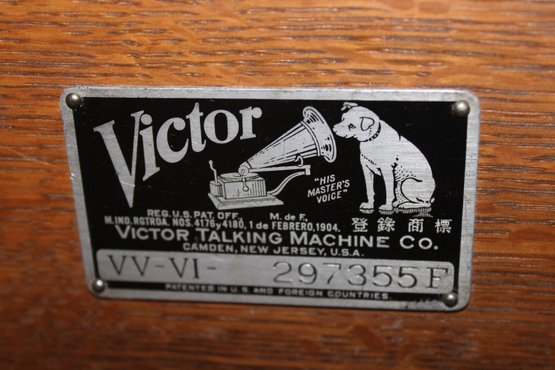 Victor
"HIS
MASTER'S
VOICE"
REG. U.S. PAT. OFF. M. de F.
M. IND. RGTRDA. NOS. 4176 y 4180, 1 de FEBRERO, 1904. 登錄商標
VICTOR TALKING MACHINE CO.
CAMDEN, NEW JERSEY, U.S.A.
VV-VI- 297355F
PATENTED IN U.S. AND FOREIGN COUNTRIES.